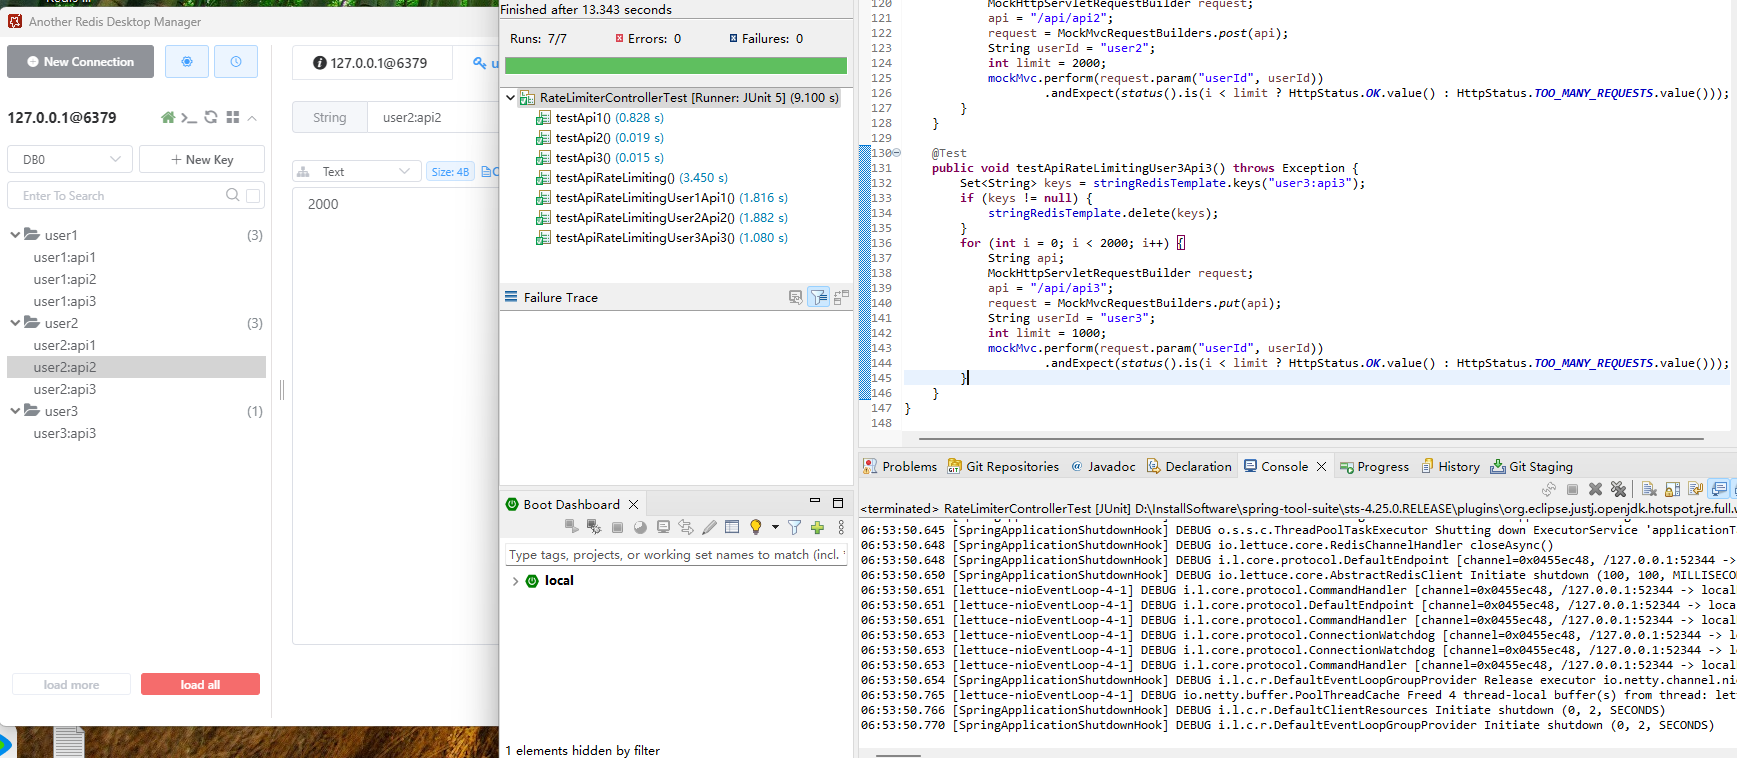 Another Redis Desktop Manager
New Connection
127.0.0.1@6379
DB0
New Key
Enter To Search
user1 (3)
user1:api1
user1:api2
user1:api3
user2 (3)
user2:api1
user2:api2
user2:api3
user3 (1)
user3:api3
load more
load all
127.0.0.1@6379
String
user2:api2
Text
Size: 4B
2000
Finished after 13.343 seconds
Runs: 7/7
Errors: 0
Failures: 0
RateLimiterControllerTest [Runner: JUnit 5] (9.100 s)
testApi1() (0.828 s)
testApi2() (0.019 s)
testApi3() (0.015 s)
testApiRateLimiting() (3.450 s)
testApiRateLimitingUser1Api1() (1.816 s)
testApiRateLimitingUser2Api2() (1.882 s)
testApiRateLimitingUser3Api3() (1.080 s)
Failure Trace
Boot Dashboard
Type tags, projects, or working set names to match (incl. *
local
1 elements hidden by filter
120 MockHttpServletRequestBuilder request;
121 api = "/api/api2";
122 request = MockMvcRequestBuilders.post(api);
123 String userId = "user2";
124 int limit = 2000;
125 mockMvc.perform(request.param("userId", userId))
126 .andExpect(status().is(i < limit ? HttpStatus.OK.value() : HttpStatus.TOO_MANY_REQUESTS.value()));
127 }
128 }
129
130 @Test
131 public void testApiRateLimitingUser3Api3() throws Exception {
132 Set<String> keys = stringRedisTemplate.keys("user3:api3");
133 if (keys != null) {
134 stringRedisTemplate.delete(keys);
135 }
136 for (int i = 0; i < 2000; i++) {
137 String api;
138 MockHttpServletRequestBuilder request;
139 api = "/api/api3";
140 request = MockMvcRequestBuilders.put(api);
141 String userId = "user3";
142 int limit = 1000;
143 mockMvc.perform(request.param("userId", userId))
144 .andExpect(status().is(i < limit ? HttpStatus.OK.value() : HttpStatus.TOO_MANY_REQUESTS.value()));
145 }
146 }
147 }
148
Problems
Git Repositories
Javadoc
Declaration
Console
Progress
History
Git Staging
<terminated> RateLimiterControllerTest [JUnit] D:\InstallSoftware\spring-tool-suite\sts-4.25.0.RELEASE\plugins\org.eclipse.justj.openjdk.hotspot.jre.full.
06:53:50.645 [SpringApplicationShutdownHook] DEBUG o.s.s.c.ThreadPoolTaskExecutor Shutting down ExecutorService 'applicationT
06:53:50.648 [SpringApplicationShutdownHook] DEBUG io.lettuce.core.RedisChannelHandler closeAsync()
06:53:50.648 [SpringApplicationShutdownHook] DEBUG i.l.core.protocol.DefaultEndpoint [channel=0x0455ec48, /127.0.0.1:52344 ->
06:53:50.650 [SpringApplicationShutdownHook] DEBUG io.lettuce.core.AbstractRedisClient Initiate shutdown (100, 100, MILLISECO
06:53:50.651 [lettuce-nioEventLoop-4-1] DEBUG i.l.core.protocol.CommandHandler [channel=0x0455ec48, /127.0.0.1:52344 -> local
06:53:50.651 [lettuce-nioEventLoop-4-1] DEBUG i.l.core.protocol.DefaultEndpoint [channel=0x0455ec48, /127.0.0.1:52344 -> loca
06:53:50.651 [lettuce-nioEventLoop-4-1] DEBUG i.l.core.protocol.CommandHandler [channel=0x0455ec48, /127.0.0.1:52344 -> local
06:53:50.653 [lettuce-nioEventLoop-4-1] DEBUG i.l.core.protocol.ConnectionWatchdog [channel=0x0455ec48, /127.0.0.1:52344 -> l
06:53:50.653 [lettuce-nioEventLoop-4-1] DEBUG i.l.core.protocol.ConnectionWatchdog [channel=0x0455ec48, /127.0.0.1:52344 -> l
06:53:50.653 [lettuce-nioEventLoop-4-1] DEBUG i.l.core.protocol.CommandHandler [channel=0x0455ec48, /127.0.0.1:52344 -> local
06:53:50.654 [SpringApplicationShutdownHook] DEBUG i.l.c.r.DefaultEventLoopGroupProvider Release executor io.netty.channel.ni
06:53:50.765 [lettuce-nioEventLoop-4-1] DEBUG io.netty.buffer.PoolThreadCache Freed 4 thread-local buffer(s) from thread: let
06:53:50.766 [SpringApplicationShutdownHook] DEBUG i.l.c.r.DefaultClientResources Initiate shutdown (0, 2, SECONDS)
06:53:50.770 [SpringApplicationShutdownHook] DEBUG i.l.c.r.DefaultEventLoopGroupProvider Initiate shutdown (0, 2, SECONDS)